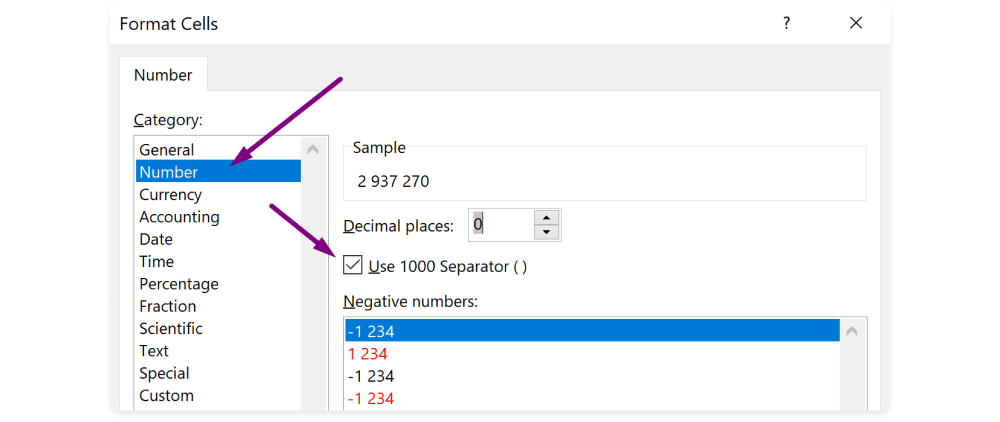 Format Cells
?
Number
Category:
General
Number
Currency
Accounting
Date
Time
Percentage
Fraction
Scientific
Text
Special
Custom
Sample
2 937 270
Decimal places: 0
Use 1000 Separator ( )
Negative numbers:
-1 234
1 234
-1 234
-1 234